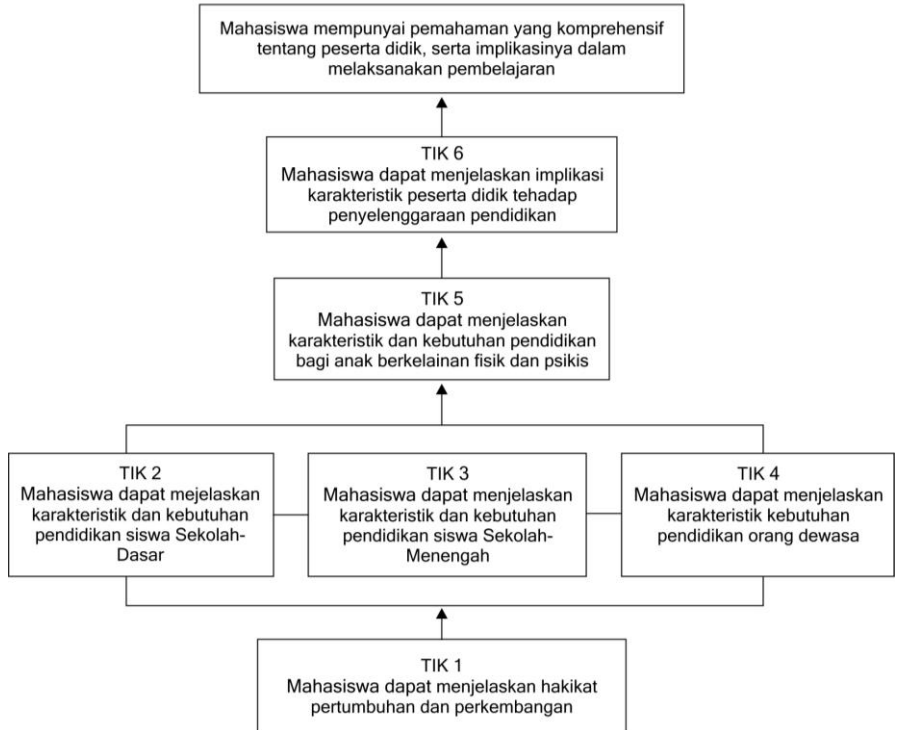 Mahasiswa mempunyai pemahaman yang komprehensif
tentang peserta didik, serta implikasinya dalam
melaksanakan pembelajaran
TIK 6
Mahasiswa dapat menjelaskan implikasi
karakteristik peserta didik tehadap
penyelenggaraan pendidikan
TIK 5
Mahasiswa dapat menjelaskan
karakteristik dan kebutuhan pendidikan
bagi anak berkelainan fisik dan psikis
TIK 2
Mahasiswa dapat mejelaskan
karakteristik dan kebutuhan
pendidikan siswa Sekolah-
Dasar
TIK 3
Mahasiswa dapat menjelaskan
karakteristik dan kebutuhan
pendidikan siswa Sekolah-
Menengah
TIK 4
Mahasiswa dapat menjelaskan
karakteristik kebutuhan
pendidikan orang dewasa
TIK 1
Mahasiswa dapat menjelaskan hakikat
pertumbuhan dan perkembangan